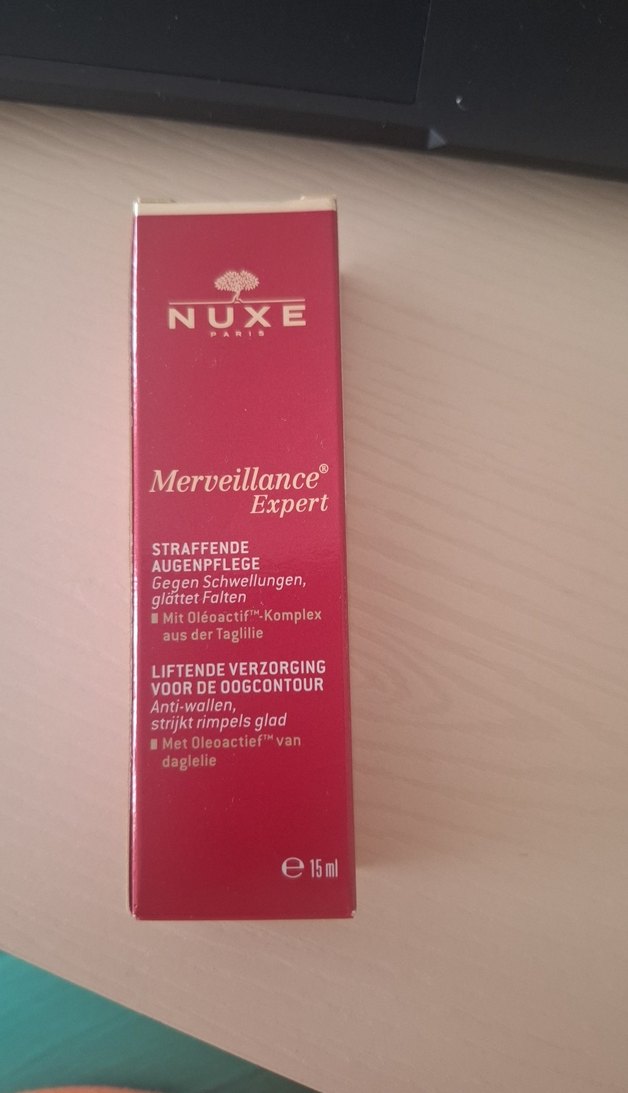 NUXE
PARIS
Merveillance®
Expert
STRAFFENDE
AUGENPFLEGE
Gegen Schwellungen,
glättet Falten
Mit Oléoactif™-Komplex
aus der Taglilie
LIFTENDE VERZORGING
VOOR DE OOGCONTOUR
Anti-wallen,
strijkt rimpels glad
Met Oleoactief™ van
daglelie
℮ 15 ml